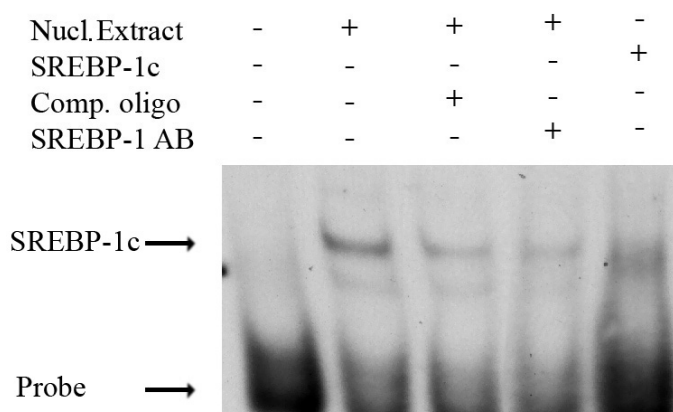 Nucl.Extract - + + + -
SREBP-1c - - - - +
Comp. oligo - - + - -
SREBP-1 AB - - - + -
SREBP-1c
Probe